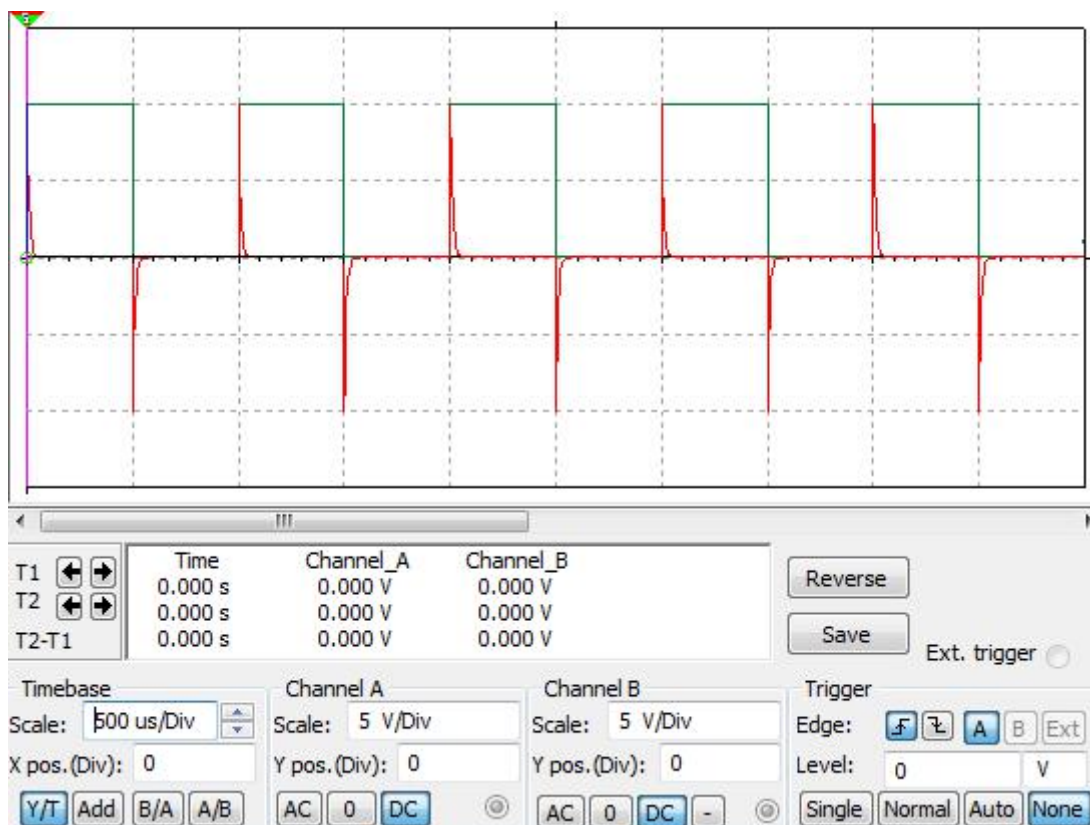 Time Channel_A Channel_B
T1 0.000 s 0.000 V 0.000 V
T2 0.000 s 0.000 V 0.000 V
T2-T1 0.000 s 0.000 V 0.000 V
Reverse
Save
Ext. trigger
Timebase
Scale: 500 us/Div
X pos.(Div): 0
Y/T Add B/A A/B
Channel A
Scale: 5 V/Div
Y pos.(Div): 0
AC 0 DC
Channel B
Scale: 5 V/Div
Y pos.(Div): 0
AC 0 DC -
Trigger
Edge: A B Ext
Level: 0 V
Single Normal Auto None